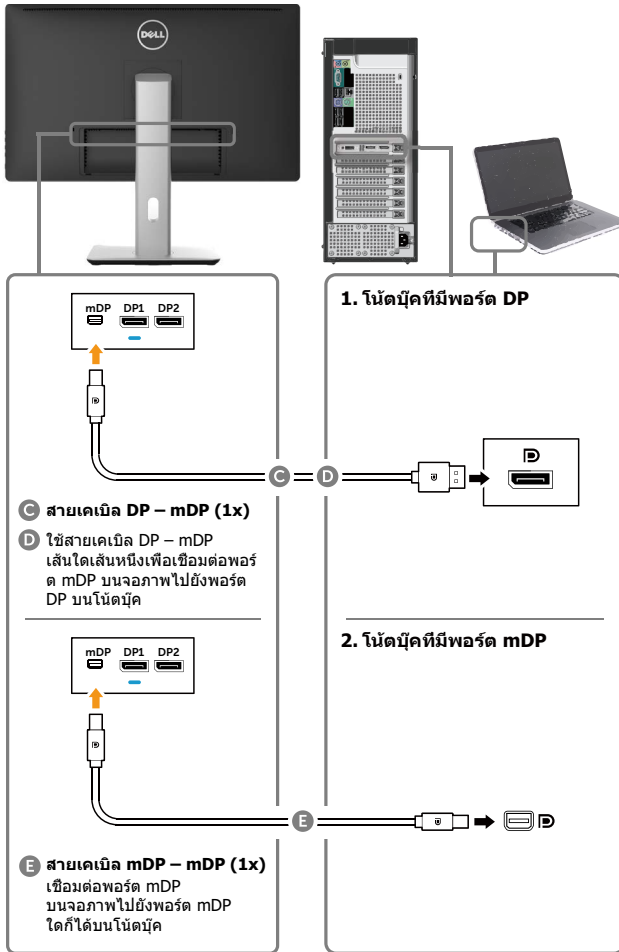 DELL
mDP DP1 DP2
C D
C สายเคเบิล DP – mDP (1x)
D ใช้สายเคเบิล DP – mDP
เส้นใดเส้นหนึ่งเพื่อเชื่อมต่อพอร์
ต mDP บนจอภาพไปยังพอร์ต
DP บนโน้ตบุ๊ค
1. โน้ตบุ๊คที่มีพอร์ต DP
mDP DP1 DP2
E
E สายเคเบิล mDP – mDP (1x)
เชื่อมต่อพอร์ต mDP
บนจอภาพไปยังพอร์ต mDP
ใดก็ได้บนโน้ตบุ๊ค
2. โน้ตบุ๊คที่มีพอร์ต mDP